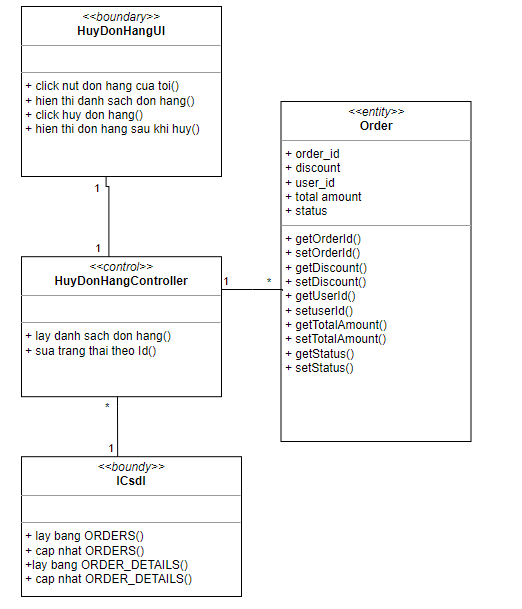 <<boundary>>
HuyDonHangUI
+ click nut don hang cua toi()
+ hien thi danh sach don hang()
+ click huy don hang()
+ hien thi don hang sau khi huy()
1
1
<<control>>
HuyDonHangController
+ lay danh sach don hang()
+ sua trang thai theo Id()
1
*
<<entity>>
Order
+ order_id
+ discount
+ user_id
+ total amount
+ status
+ getOrderId()
+ setOrderId()
+ getDiscount()
+ setDiscount()
+ getUserId()
+ setuserId()
+ getTotalAmount()
+ setTotalAmount()
+ getStatus()
+ setStatus()
*
1
<<boundy>>
ICsdl
+ lay bang ORDERS()
+ cap nhat ORDERS()
+lay bang ORDER_DETAILS()
+ cap nhat ORDER_DETAILS()